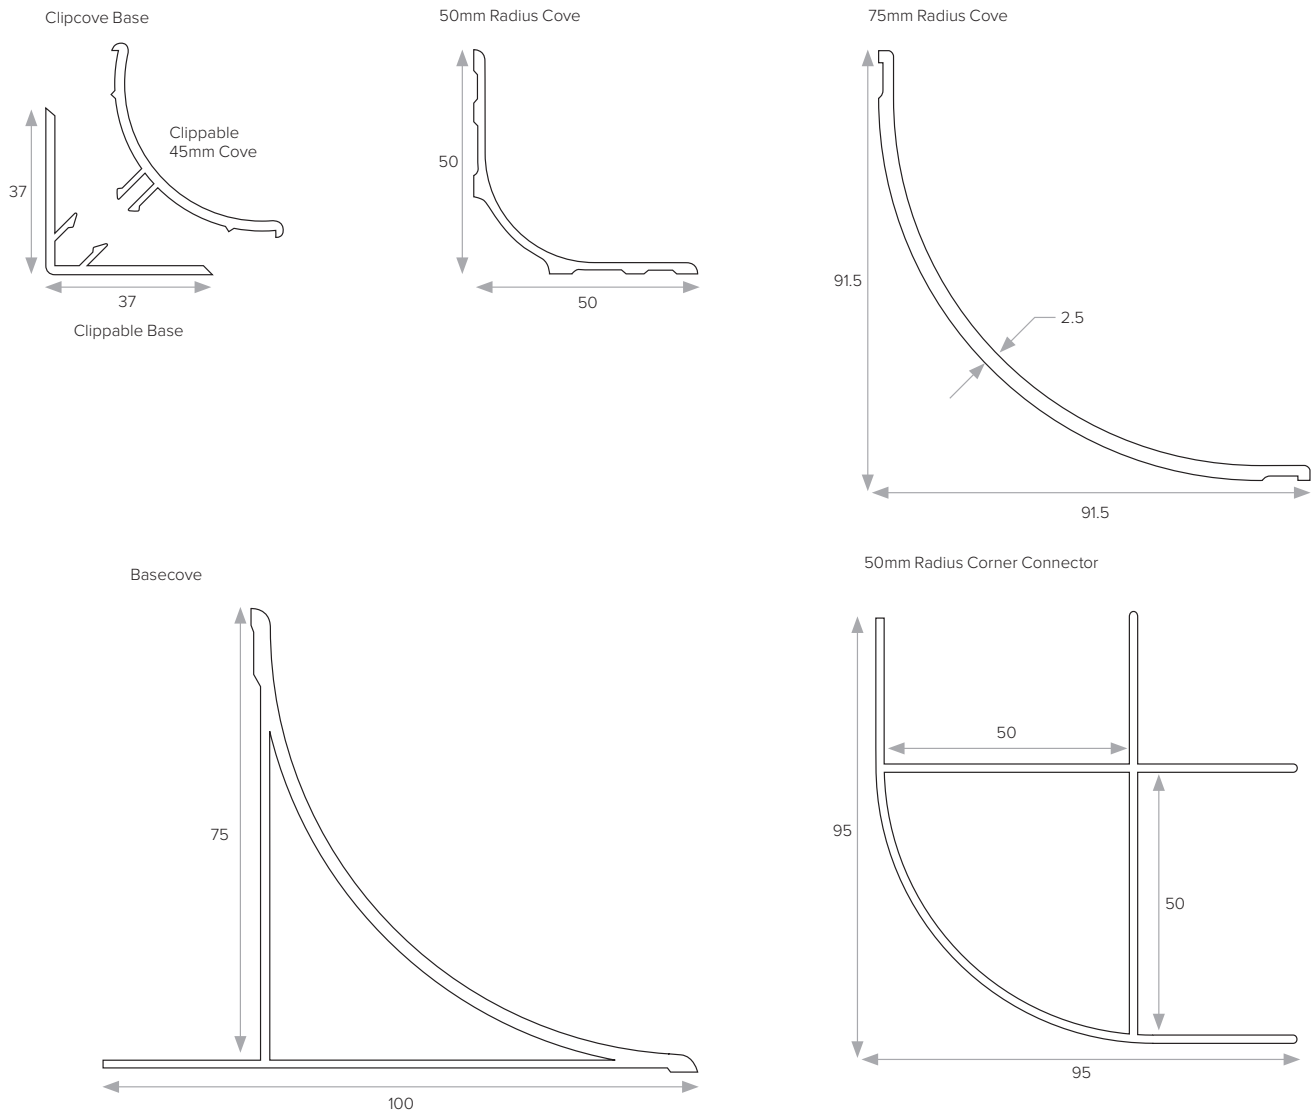 Clipcove Base
Clippable
45mm Cove
37
37
Clippable Base
50mm Radius Cove
50
50
75mm Radius Cove
91.5
2.5
91.5
Basecove
75
100
50mm Radius Corner Connector
50
95
50
95